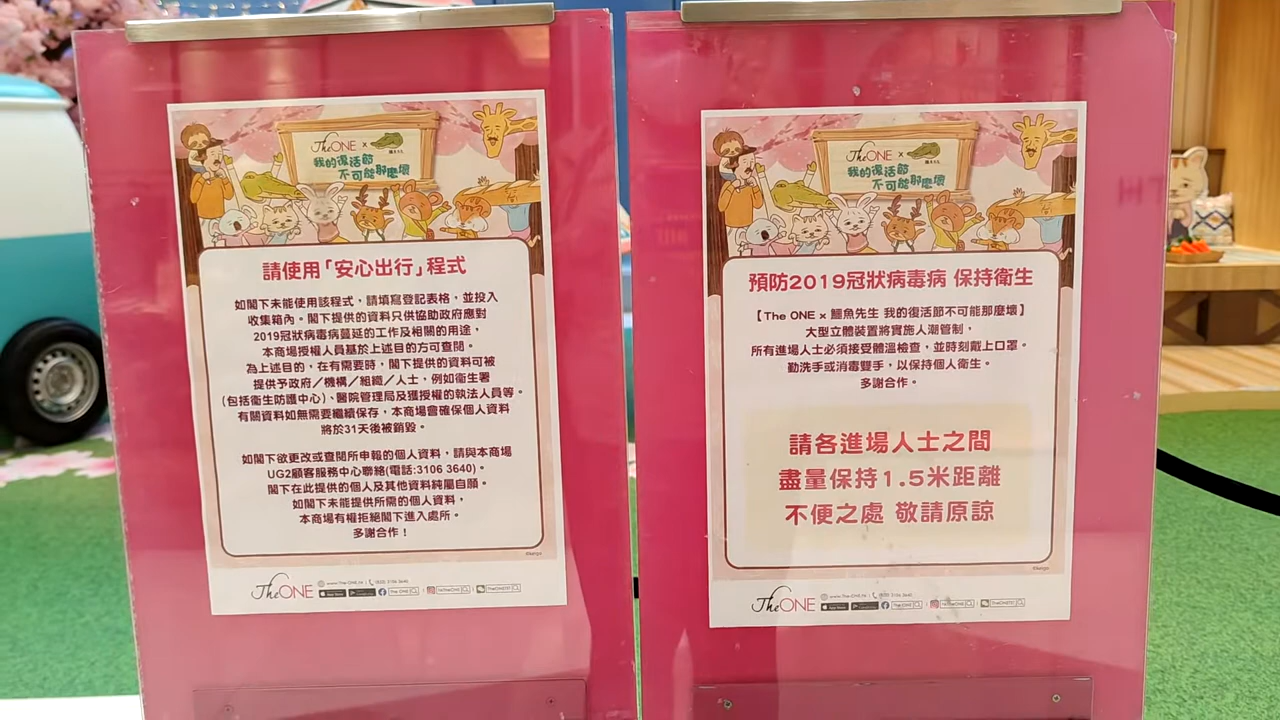 The ONE x
我的復活節
不可能那麼壞
請使用「安心出行」程式
如閣下未能使用該程式，請填寫登記表格，並投入
收集箱內。閣下提供的資料只供協助政府應對
2019冠狀病毒病蔓延的工作及相關的用途，
本商場授權人員基於上述目的方可查閱。
為上述目的，在有需要時，閣下提供的資料可被
提供予政府／機構／組織／人士，例如衞生署
(包括衞生防護中心)、醫院管理局及獲授權的執法人員等。
有關資料如無需要繼續保存，本商場會確保個人資料
將於31天後被銷毀。
如閣下欲更改或查閱所申報的個人資料，請與本商場
UG2顧客服務中心聯絡(電話:3106 3640)。
閣下在此提供的個人及其他資料純屬自願。
如閣下未能提供所需的個人資料，
本商場有權拒絕閣下進入處所。
多謝合作！
The ONE
www.The-ONE.hk (852) 3106 3640
The ONE
The ONE x
我的復活節
不可能那麼壞
預防2019冠狀病毒病 保持衞生
【The ONE x 鱷魚先生 我的復活節不可能那麼壞】
大型立體裝置將實施人潮管制，
所有進場人士必須接受體溫檢查，並時刻戴上口罩。
勤洗手或消毒雙手，以保持個人衞生。
多謝合作。
請各進場人士之間
盡量保持1.5米距離
不便之處 敬請原諒
The ONE
www.The-ONE.hk (852) 3106 3640
The ONE